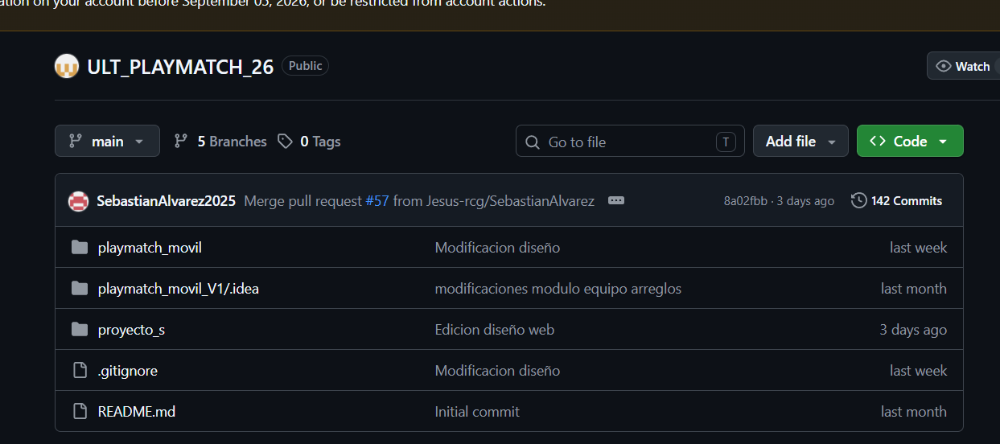 ation on your account before September 05, 2026, or be restricted from account actions.
ULT_PLAYMATCH_26 Public
Watch
main 5 Branches 0 Tags Go to file T Add file Code
SebastianAlvarez2025 Merge pull request #57 from Jesus-rcg/SebastianAlvarez 8a02fbb · 3 days ago 142 Commits
playmatch_movil Modificacion diseño last week
playmatch_movil_V1/.idea modificaciones modulo equipo arreglos last month
proyecto_s Edicion diseño web 3 days ago
.gitignore Modificacion diseño last week
README.md Initial commit last month